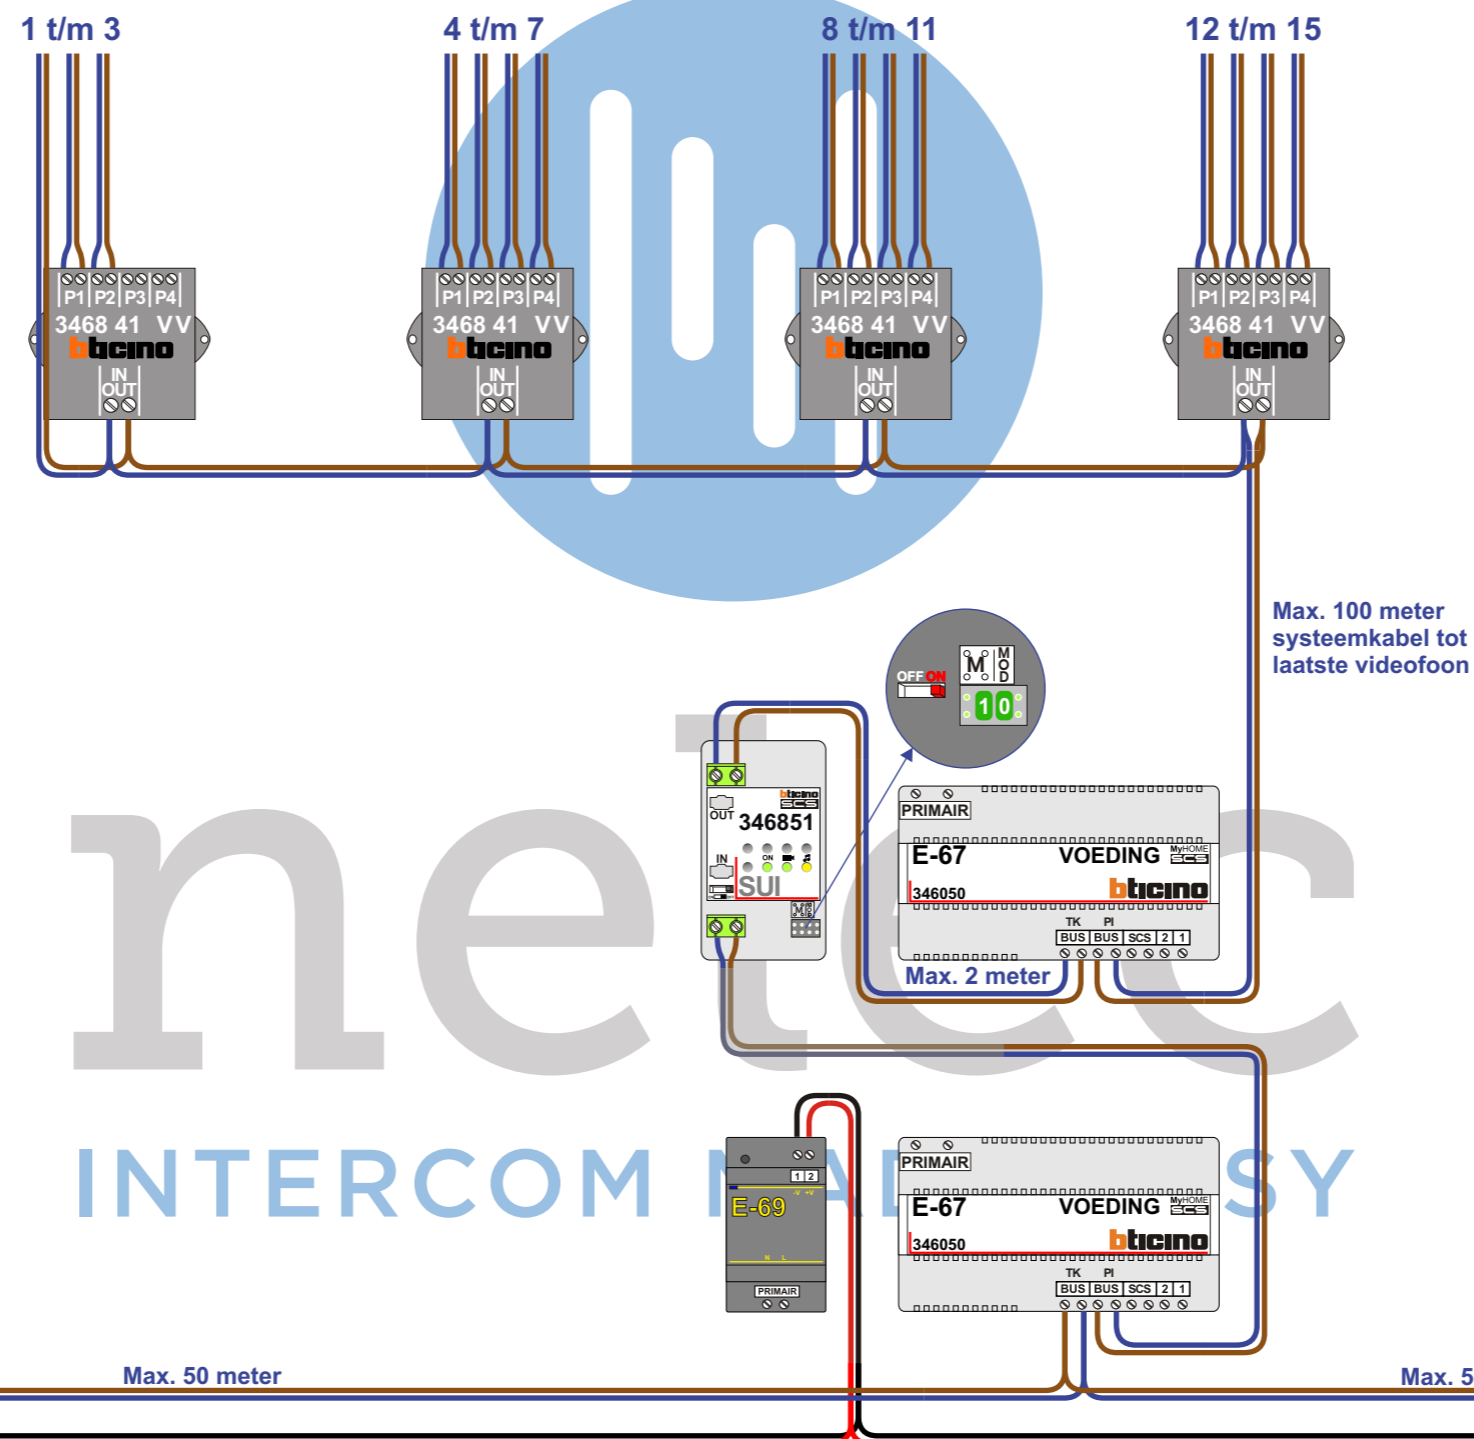 1 t/m 3
4 t/m 7
8 t/m 11
12 t/m 15
P1 P2 P3 P4
3468 41 VV
bticino
IN
OUT
P1 P2 P3 P4
3468 41 VV
bticino
IN
OUT
P1 P2 P3 P4
3468 41 VV
bticino
IN
OUT
P1 P2 P3 P4
3468 41 VV
bticino
IN
OUT
Max. 100 meter
systeemkabel tot
laatste videofoon
OFF ON
M MOD
1 0
bticino
SCS
OUT
346851
IN
ON
SUI
M
PRIMAIR
E-67 VOEDING MyHOME
SCS
346050 bticino
TK PI
BUS BUS SCS 2 1
Max. 2 meter
netec
INTERCOM MAD SY
1 2
-V +V
E-69
N L
PRIMAIR
PRIMAIR
E-67 VOEDING MyHOME
SCS
346050 bticino
TK PI
BUS BUS SCS 2 1
Max. 50 meter
Max. 5